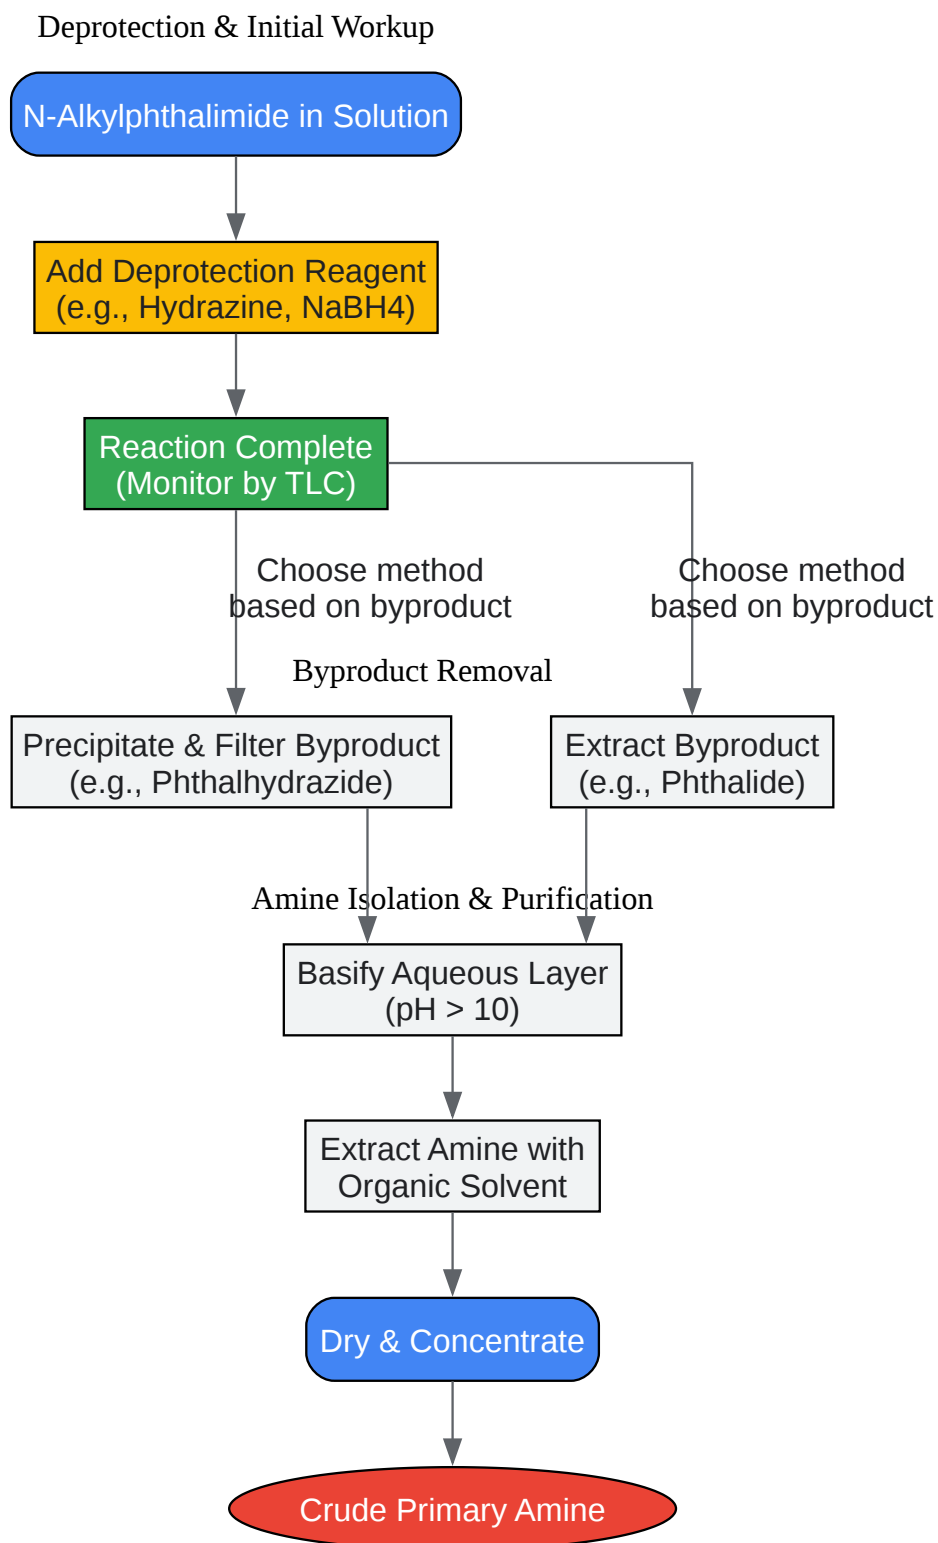 Deprotection & Initial Workup
N-Alkylphthalimide in Solution
Add Deprotection Reagent
(e.g., Hydrazine, NaBH4)
Reaction Complete
(Monitor by TLC)
Choose method
based on byproduct
Choose method
based on byproduct
Byproduct Removal
Precipitate & Filter Byproduct
(e.g., Phthalhydrazide)
Extract Byproduct
(e.g., Phthalide)
Amine Isolation & Purification
Basify Aqueous Layer
(pH > 10)
Extract Amine with
Organic Solvent
Dry & Concentrate
Crude Primary Amine